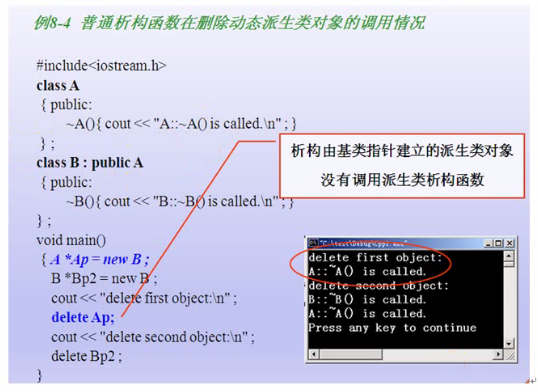 例8-4 普通析构函数在删除动态派生类对象的调用情况
#include<iostream.h>
class A
{ public:
~A(){ cout << "A::~A() is called.\n" ; }
} ;
class B : public A
{ public:
~B(){ cout << "B::~B() is called.\n" ; }
} ;
void main()
{ A *Ap = new B ;
B *Bp2 = new B ;
cout << "delete first object:\n" ;
delete Ap;
cout << "delete second object:\n" ;
delete Bp2 ;
}
析构由基类指针建立的派生类对象
没有调用派生类析构函数
"C:\test\Debug\Cpp1.exe"
delete first object:
A::~A() is called.
delete second object:
B::~B() is called.
A::~A() is called.
Press any key to continue